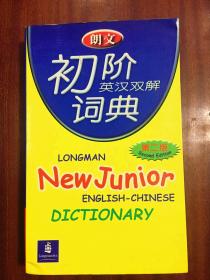 朗文
初阶
英汉双解
词典
第二版
Second Edition
LONGMAN
New Junior
ENGLISH-CHINESE
DICTIONARY